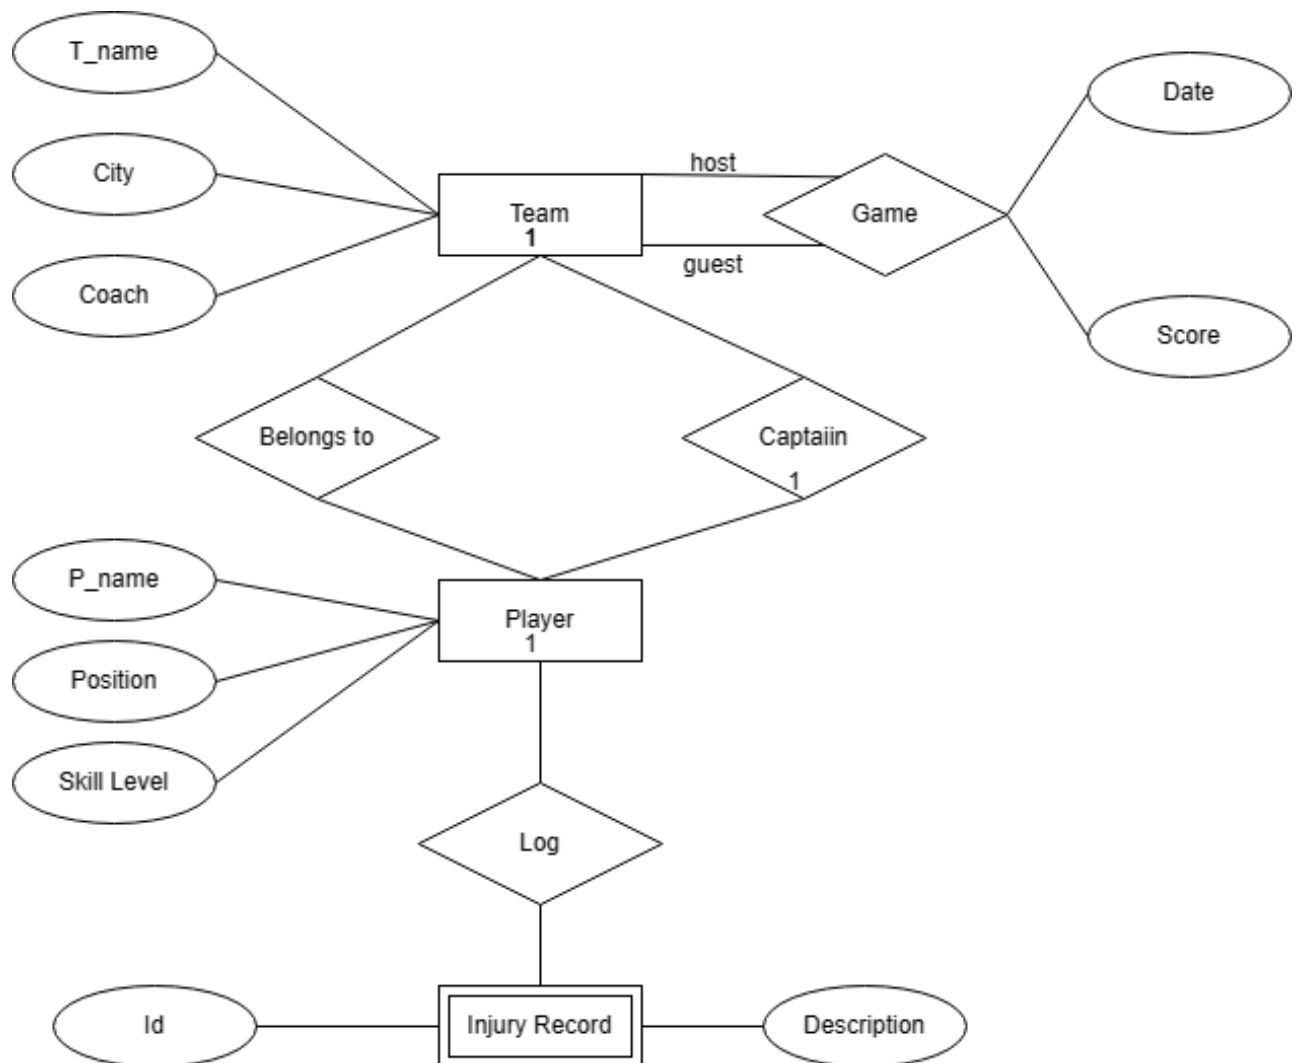 T_name
Date
City
host
Team
1
Game
guest
Coach
Score
Belongs to
Captaiin
1
P_name
Player
1
Position
Skill Level
Log
Id
Injury Record
Description